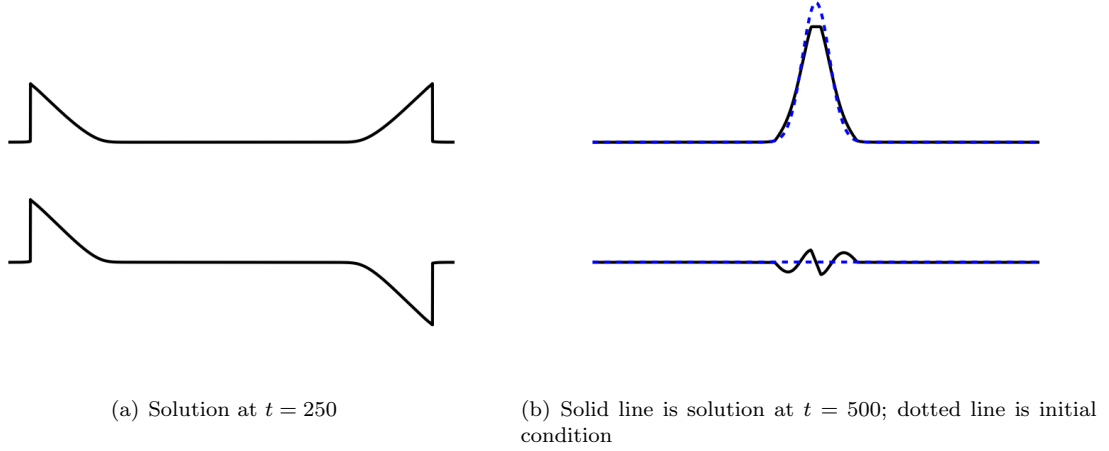 (a) Solution at t = 250
(b) Solid line is solution at t = 500; dotted line is initial
condition